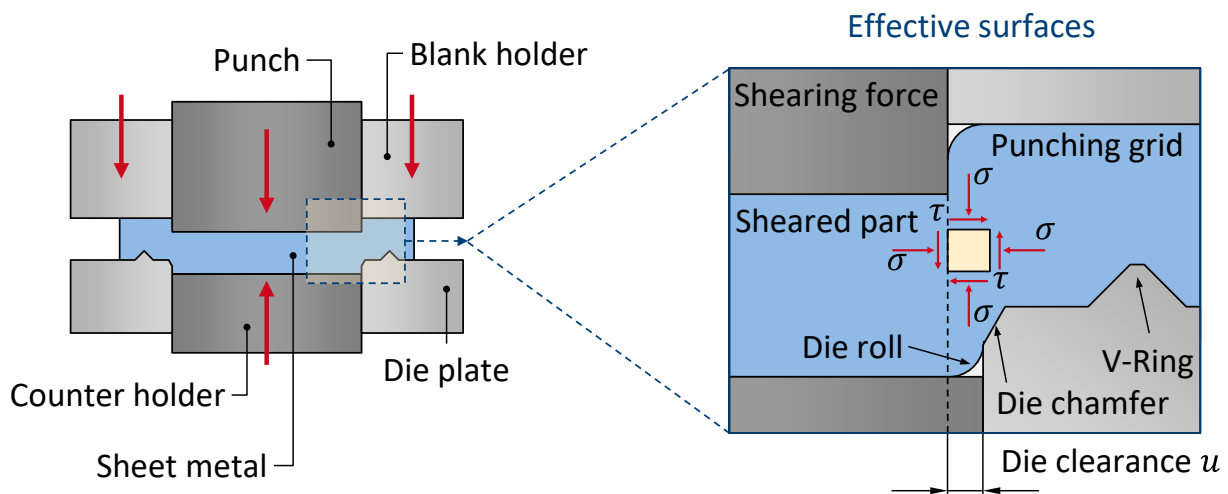 Effective surfaces
Punch
Blank holder
Counter holder
Die plate
Sheet metal
Shearing force
Punching grid
σ
τ
Sheared part
σ
σ
τ
σ
Die roll
V-Ring
Die chamfer
Die clearance u